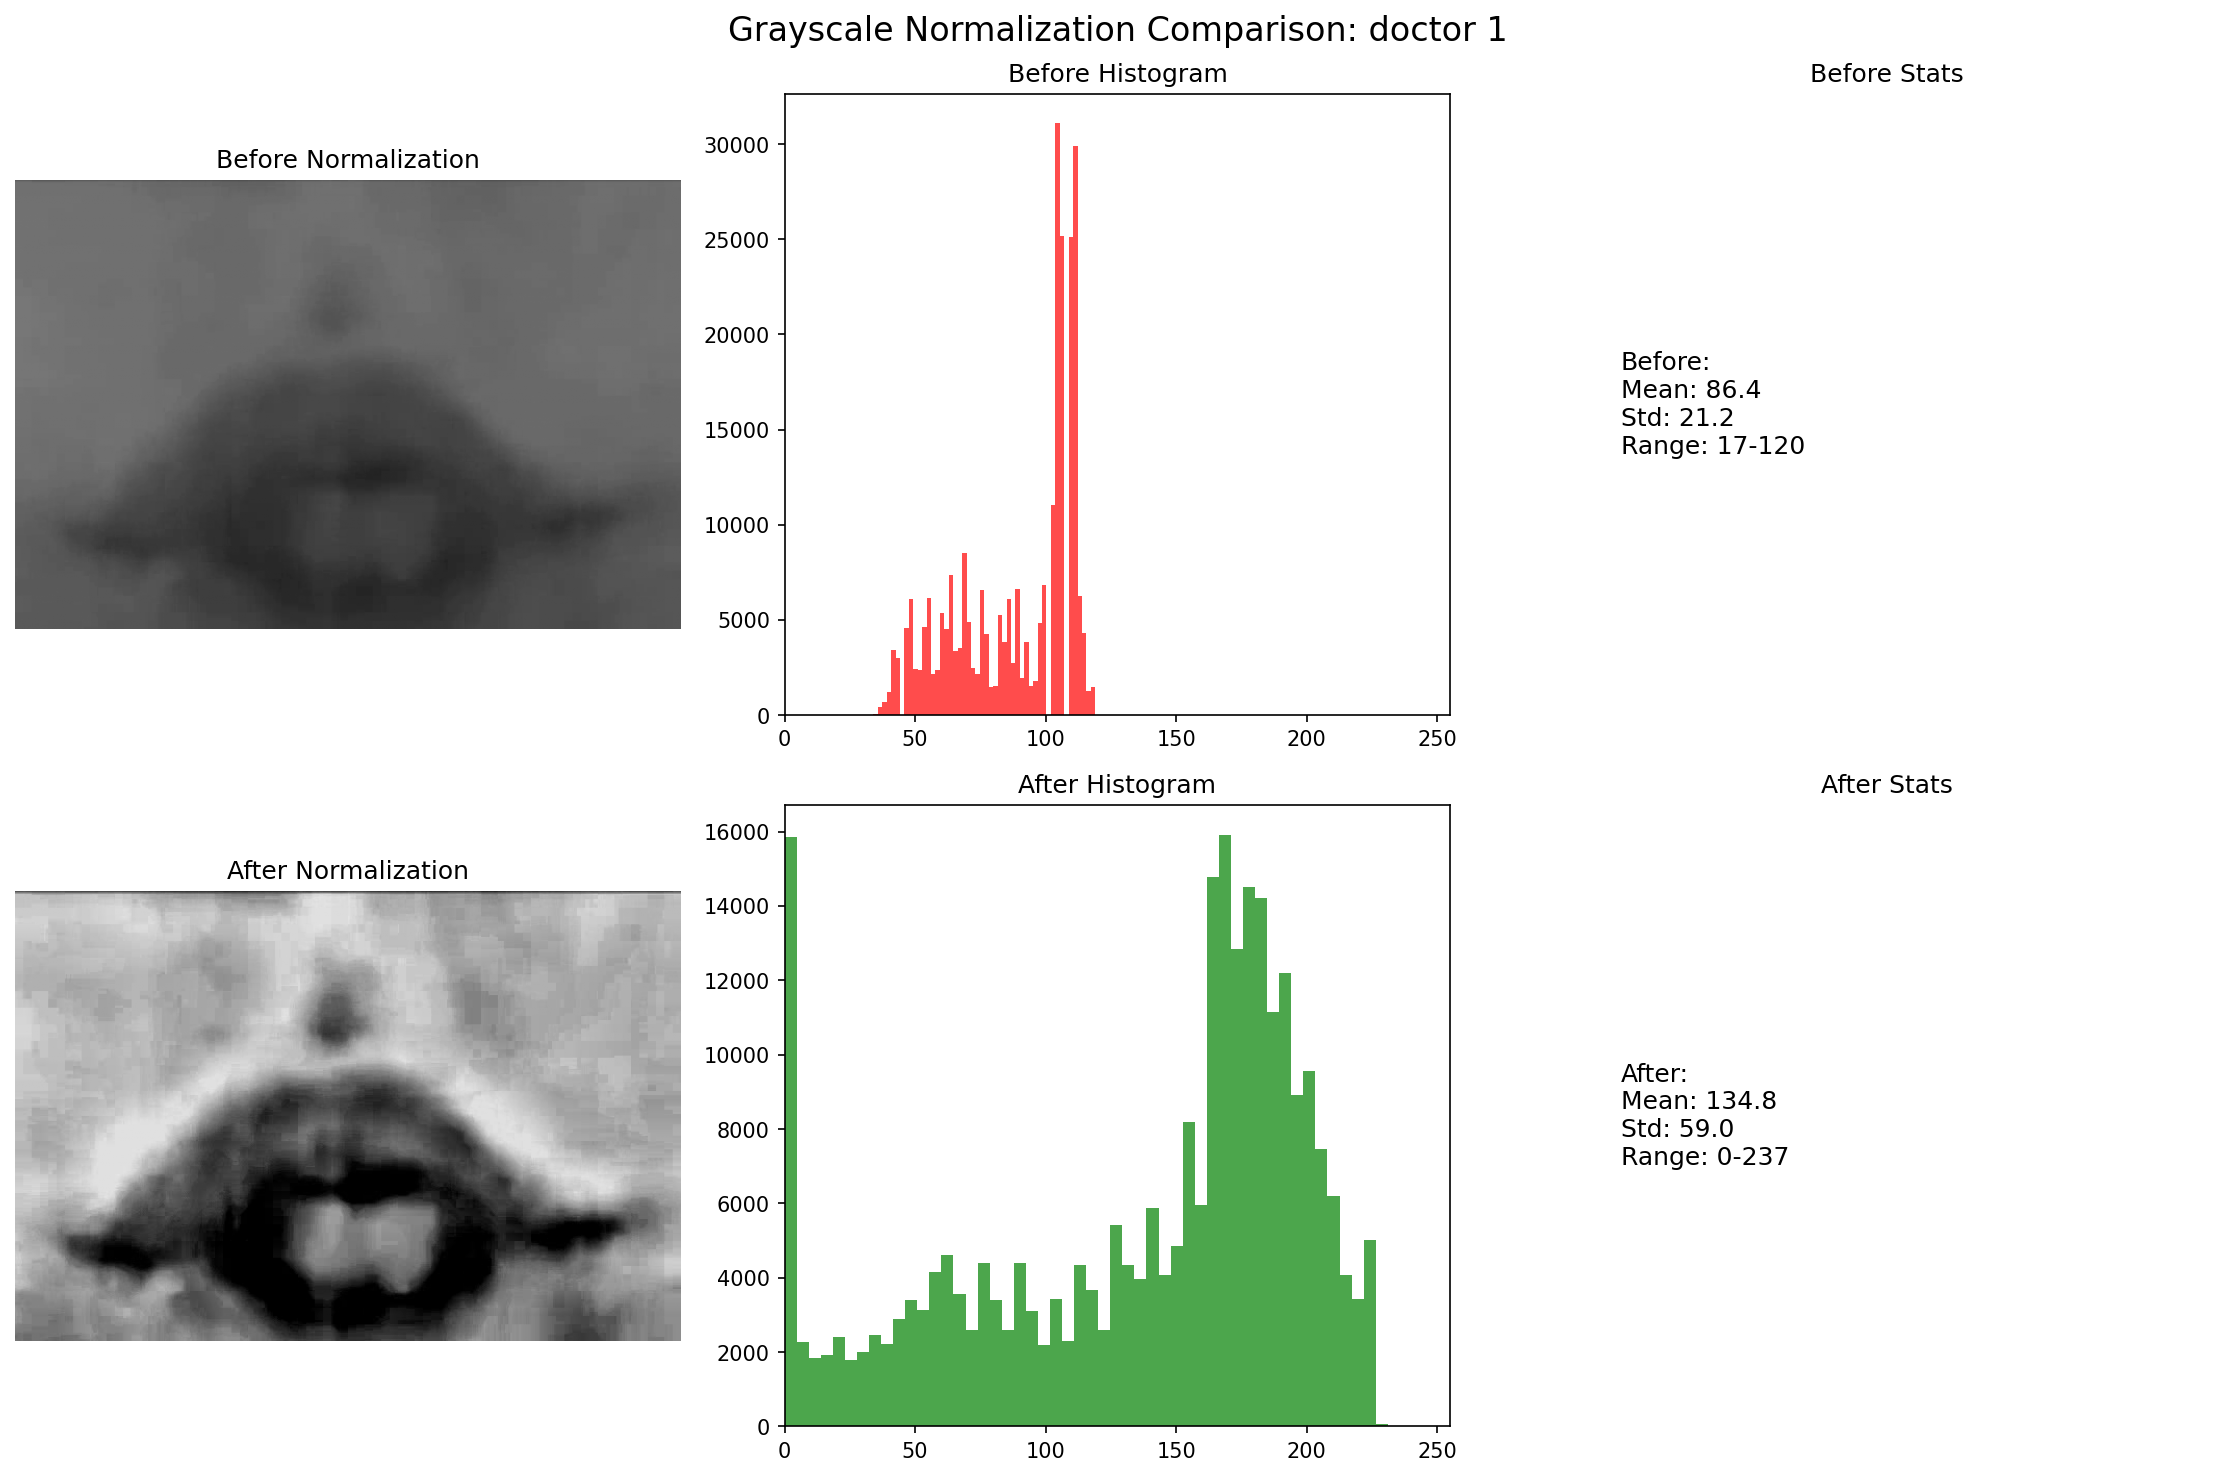 Grayscale Normalization Comparison: doctor 1
Before Normalization
Before Histogram
30000
25000
20000
15000
10000
5000
0
0 50 100 150 200 250
Before Stats
Before:
Mean: 86.4
Std: 21.2
Range: 17-120
After Normalization
After Histogram
16000
14000
12000
10000
8000
6000
4000
2000
0
0 50 100 150 200 250
After Stats
After:
Mean: 134.8
Std: 59.0
Range: 0-237